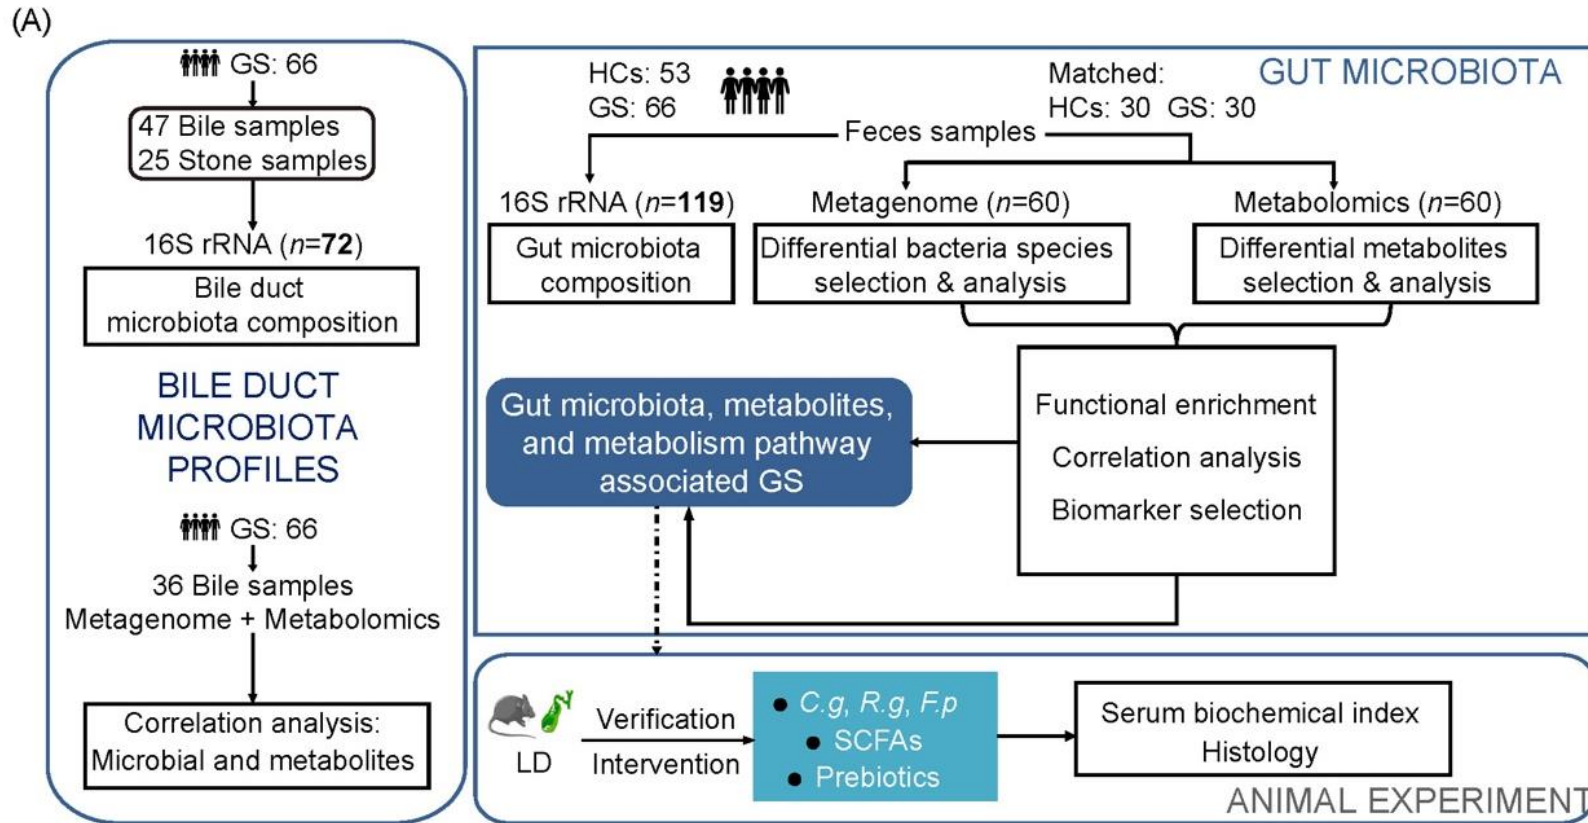 (A)
GS: 66
47 Bile samples
25 Stone samples
16S rRNA (n=72)
Bile duct
microbiota composition
BILE DUCT
MICROBIOTA
PROFILES
GS: 66
36 Bile samples
Metagenome + Metabolomics
Correlation analysis:
Microbial and metabolites
GUT MICROBIOTA
HCs: 53
GS: 66
Matched:
HCs: 30 GS: 30
Feces samples
16S rRNA (n=119)
Gut microbiota
composition
Metagenome (n=60)
Differential bacteria species
selection & analysis
Metabolomics (n=60)
Differential metabolites
selection & analysis
Functional enrichment
Correlation analysis
Biomarker selection
Gut microbiota, metabolites,
and metabolism pathway
associated GS
LD
Verification
Intervention
● C.g, R.g, F.p
● SCFAs
● Prebiotics
Serum biochemical index
Histology
ANIMAL EXPERIMENT